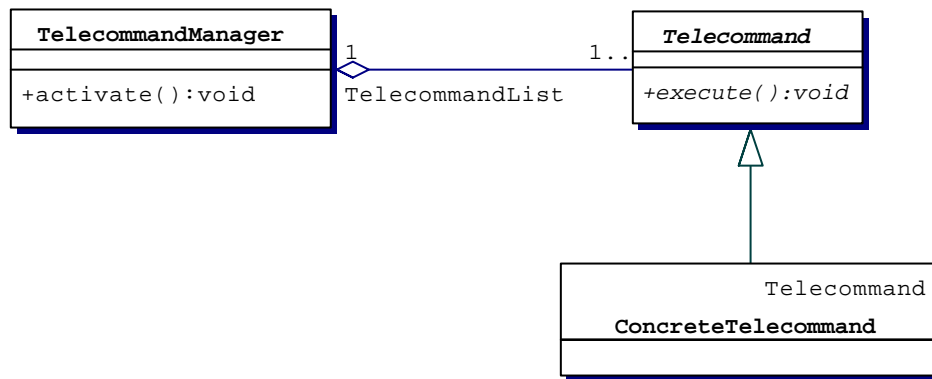 TelecommandManager
+activate():void
1
1..
TelecommandList
Telecommand
+execute():void
Telecommand
ConcreteTelecommand